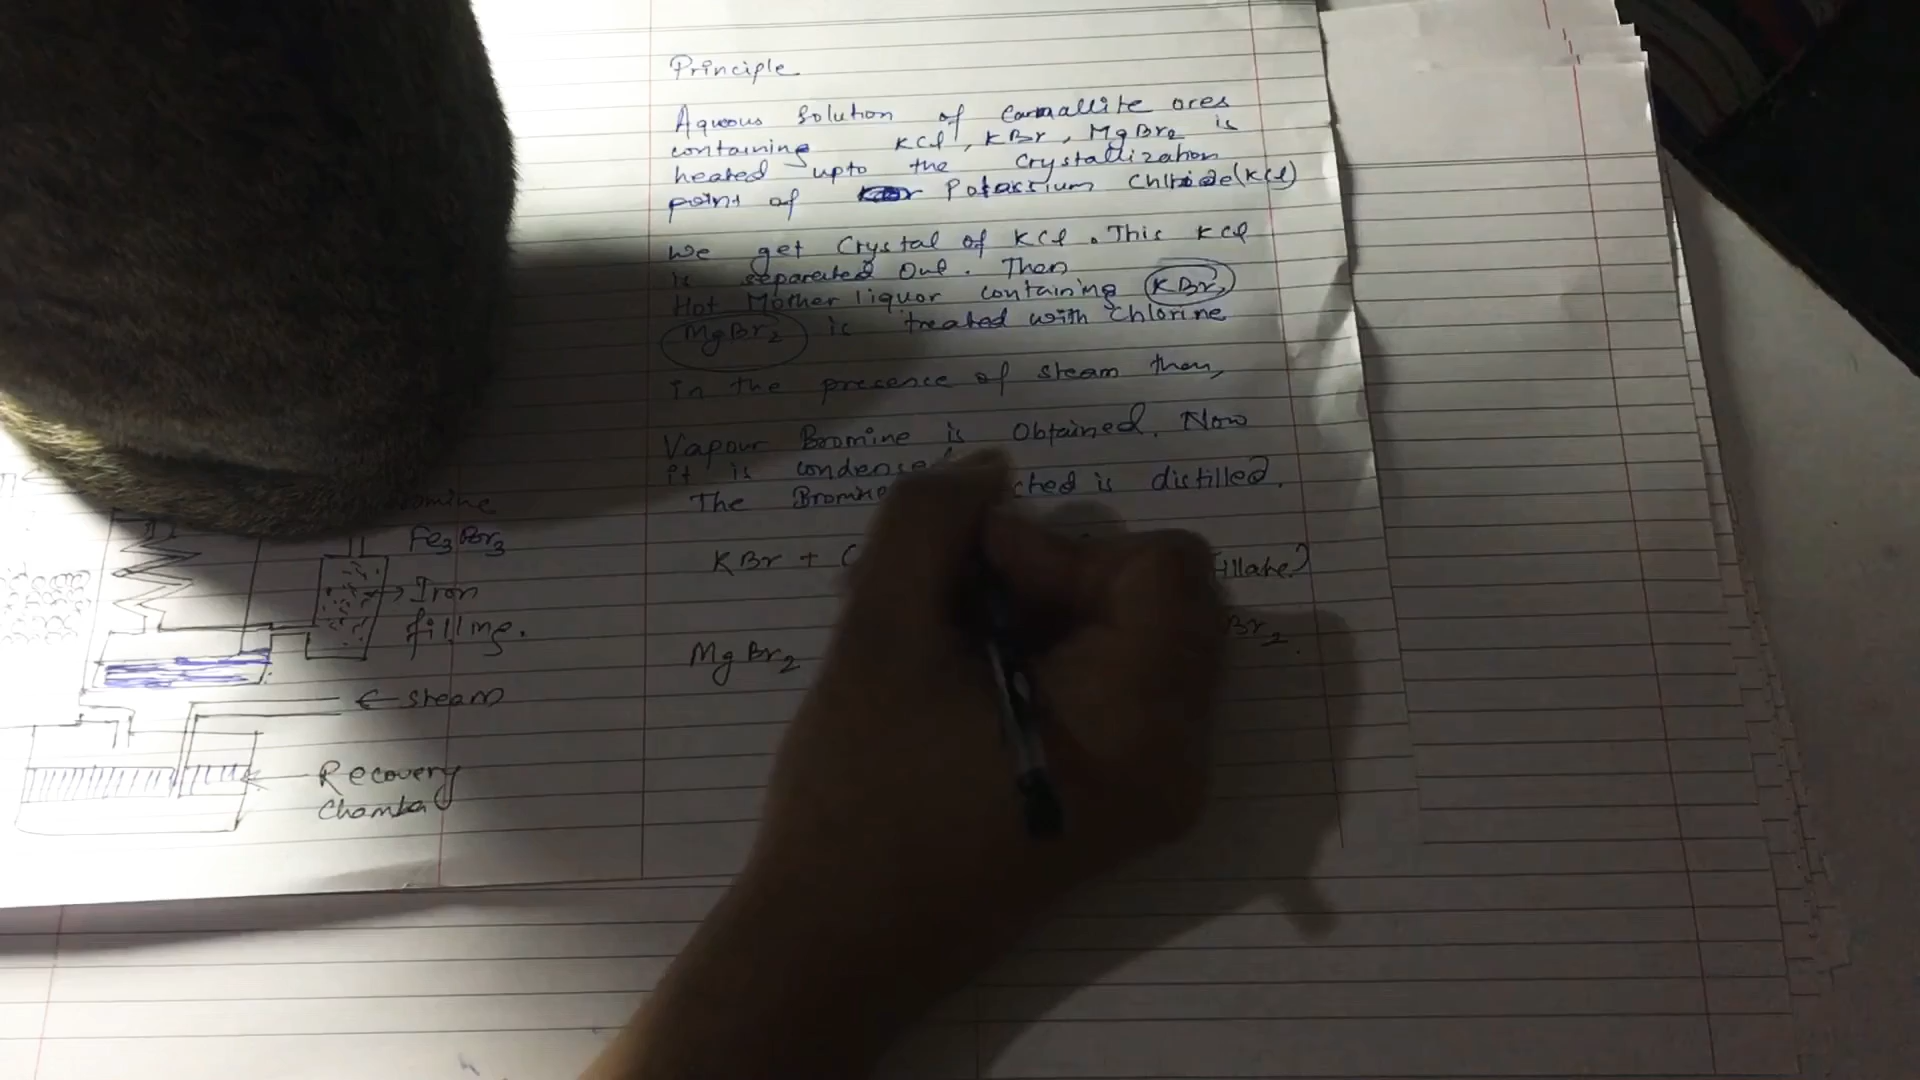 Principle
Aqueous Solution of Carnallite ores
containing KCl, KBr, MgBr2 is
heated upto the Crystallization
point of Potassium Chloride (KCl)
We get Crystal of KCl. This KCl
is separated Out. Then
Hot Mother liquor containing KBr,
MgBr2 is treated with Chlorine
in the presence of steam then,
Vapour Bromine is Obtained. Now
it is condensed
The Bromine is distilled.
KBr +
MgBr2
Br2.
Fe3Br3
Iron
filling.
steam
Recovery
Chamber